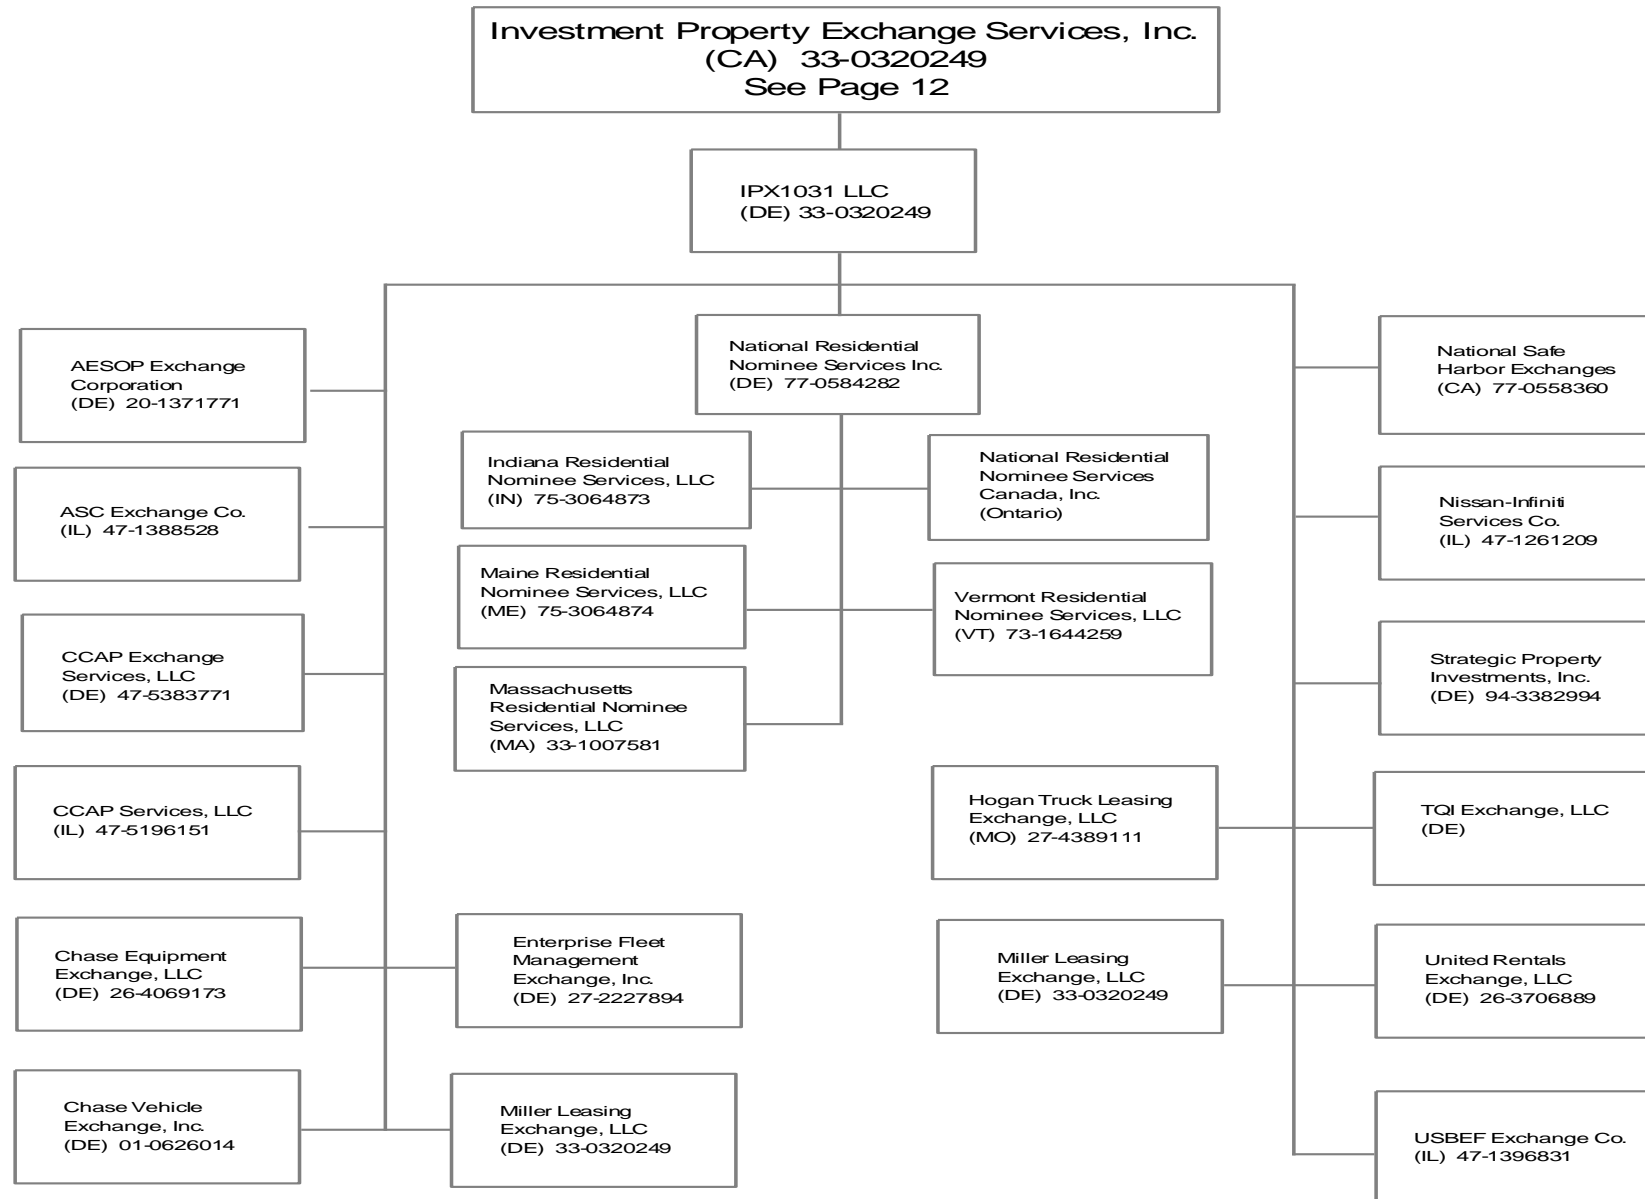 Investment Property Exchange Services, Inc.
(CA) 33-0320249
See Page 12
IPX1031 LLC
(DE) 33-0320249
National Residential
Nominee Services Inc.
(DE) 77-0584282
AESOP Exchange
Corporation
(DE) 20-1371771
ASC Exchange Co.
(IL) 47-1388528
CCAP Exchange
Services, LLC
(DE) 47-5383771
CCAP Services, LLC
(IL) 47-5196151
Chase Equipment
Exchange, LLC
(DE) 26-4069173
Chase Vehicle
Exchange, Inc.
(DE) 01-0626014
Indiana Residential
Nominee Services, LLC
(IN) 75-3064873
Maine Residential
Nominee Services, LLC
(ME) 75-3064874
Massachusetts
Residential Nominee
Services, LLC
(MA) 33-1007581
Enterprise Fleet
Management
Exchange, Inc.
(DE) 27-2227894
Miller Leasing
Exchange, LLC
(DE) 33-0320249
National Residential
Nominee Services
Canada, Inc.
(Ontario)
Vermont Residential
Nominee Services, LLC
(VT) 73-1644259
Hogan Truck Leasing
Exchange, LLC
(MO) 27-4389111
Miller Leasing
Exchange, LLC
(DE) 33-0320249
National Safe
Harbor Exchanges
(CA) 77-0558360
Nissan-Infiniti
Services Co.
(IL) 47-1261209
Strategic Property
Investments, Inc.
(DE) 94-3382994
TQI Exchange, LLC
(DE)
United Rentals
Exchange, LLC
(DE) 26-3706889
USBEF Exchange Co.
(IL) 47-1396831